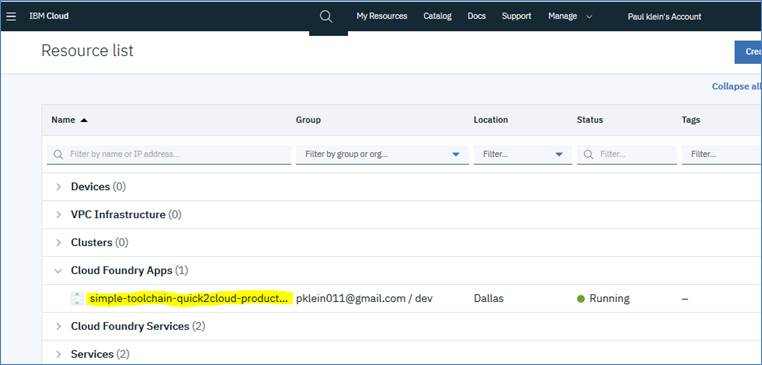 IBM Cloud My Resources Catalog Docs Support Manage Paul klein's Account
Resource list
Crea
Collapse all
Name Group Location Status Tags
Filter by name or IP address... Filter by group or org... Filter... Filter... Filter...
Devices (0)
VPC Infrastructure (0)
Clusters (0)
Cloud Foundry Apps (1)
simple-toolchain-quick2cloud-product... pklein011@gmail.com / dev Dallas Running –
Cloud Foundry Services (2)
Services (2)